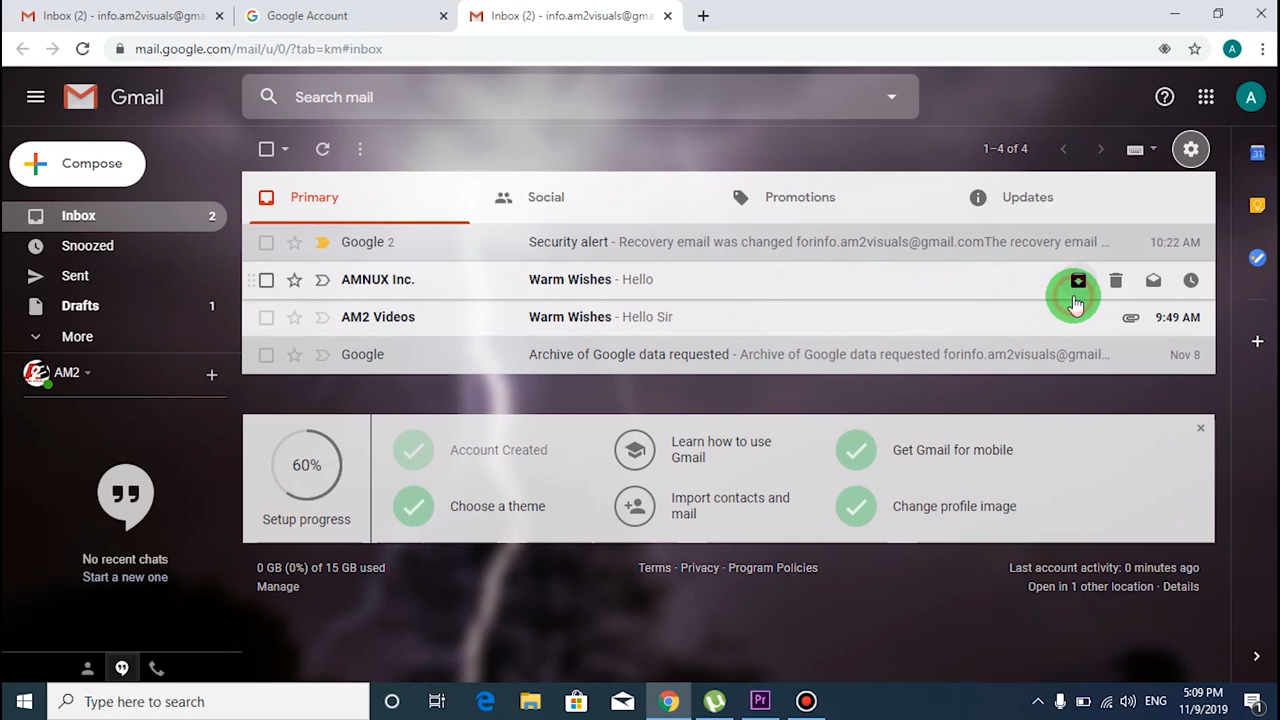 Inbox (2) - info.am2visuals@gma
Google Account
Inbox (2) - info.am2visuals@gma
mail.google.com/mail/u/0/?tab=km#inbox
A
Gmail
Search mail
A
Compose
1–4 of 4
Primary
Social
Promotions
Updates
Inbox 2
Snoozed
Sent
Drafts 1
More
Google 2 Security alert - Recovery email was changed forinfo.am2visuals@gmail.comThe recovery email ... 10:22 AM
AMNUX Inc. Warm Wishes - Hello
AM2 Videos Warm Wishes - Hello Sir 9:49 AM
Google Archive of Google data requested - Archive of Google data requested forinfo.am2visuals@gmail... Nov 8
31
AM2
60%
Setup progress
Account Created
Learn how to use
Gmail
Get Gmail for mobile
Choose a theme
Import contacts and
mail
Change profile image
No recent chats
Start a new one
0 GB (0%) of 15 GB used
Manage
Terms - Privacy - Program Policies
Last account activity: 0 minutes ago
Open in 1 other location - Details
Type here to search
Pr
ENG
5:09 PM
11/9/2019
1